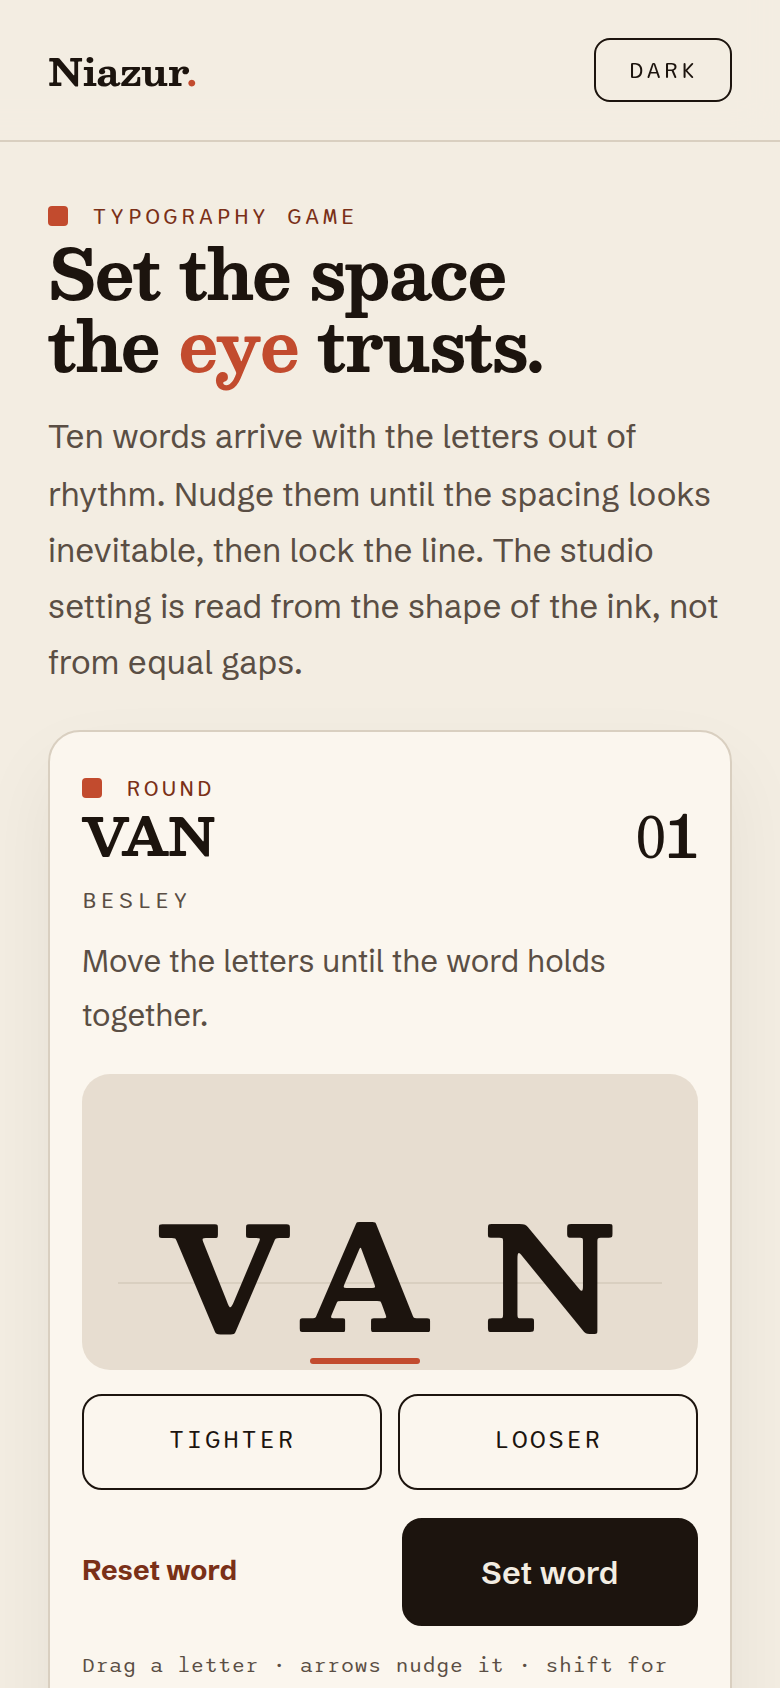 Niazur.
DARK
TYPOGRAPHY GAME
Set the space
the eye trusts.
Ten words arrive with the letters out of
rhythm. Nudge them until the spacing looks
inevitable, then lock the line. The studio
setting is read from the shape of the ink, not
from equal gaps.
ROUND
VAN
01
BESLEY
Move the letters until the word holds
together.
VA N
TIGHTER
LOOSER
Reset word
Set word
Drag a letter · arrows nudge it · shift for